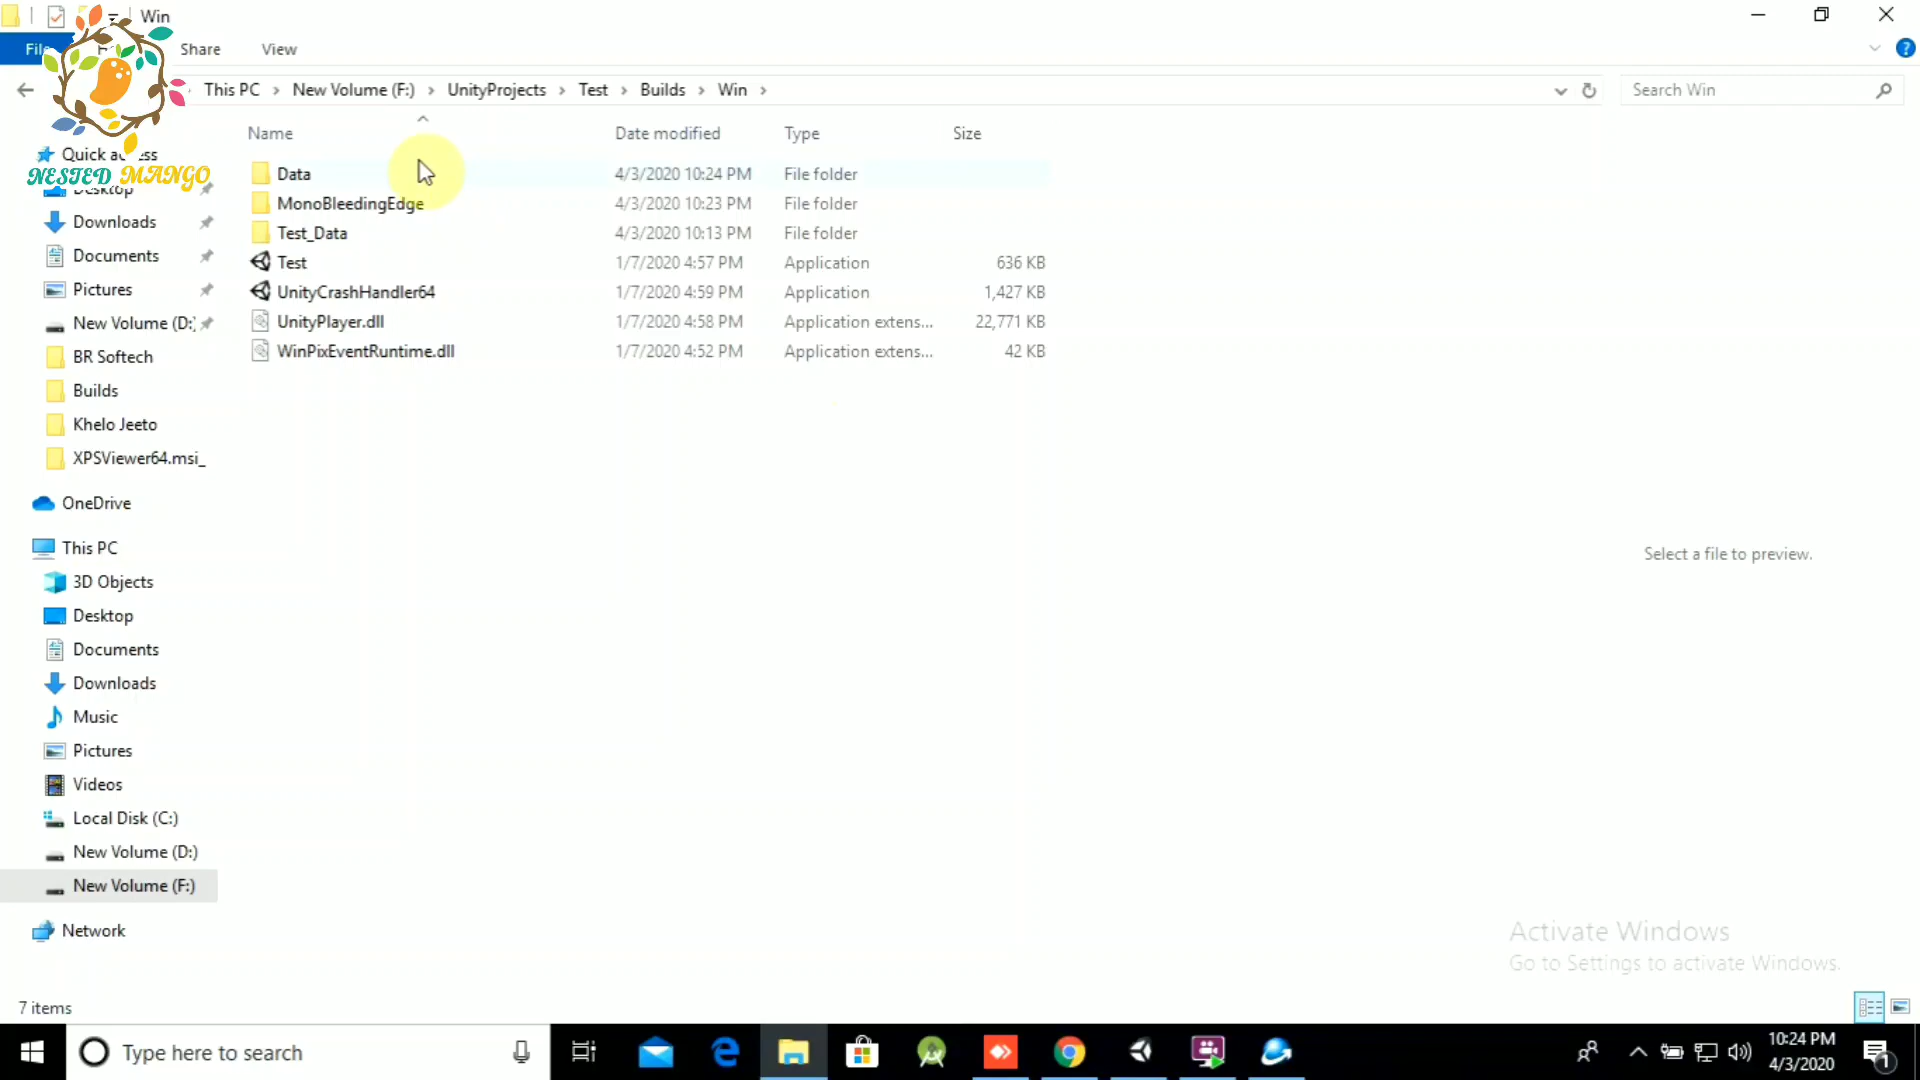 Win
File
Share
View
This PC > New Volume (F:) > UnityProjects > Test > Builds > Win >
Search Win
NESTED MANGO
Name
Date modified
Type
Size
Data 4/3/2020 10:24 PM File folder
MonoBleedingEdge 4/3/2020 10:23 PM File folder
Test_Data 4/3/2020 10:13 PM File folder
Test 1/7/2020 4:57 PM Application 636 KB
UnityCrashHandler64 1/7/2020 4:59 PM Application 1,427 KB
UnityPlayer.dll 1/7/2020 4:58 PM Application extens... 22,771 KB
WinPixEventRuntime.dll 1/7/2020 4:52 PM Application extens... 42 KB
Quick access
Desktop
Downloads
Documents
Pictures
New Volume (D:)
BR Softech
Builds
Khelo Jeeto
XPSViewer64.msi_
OneDrive
This PC
3D Objects
Desktop
Documents
Downloads
Music
Pictures
Videos
Local Disk (C:)
New Volume (D:)
New Volume (F:)
Network
Select a file to preview.
Activate Windows
Go to Settings to activate Windows.
7 items
Type here to search
10:24 PM
4/3/2020
1